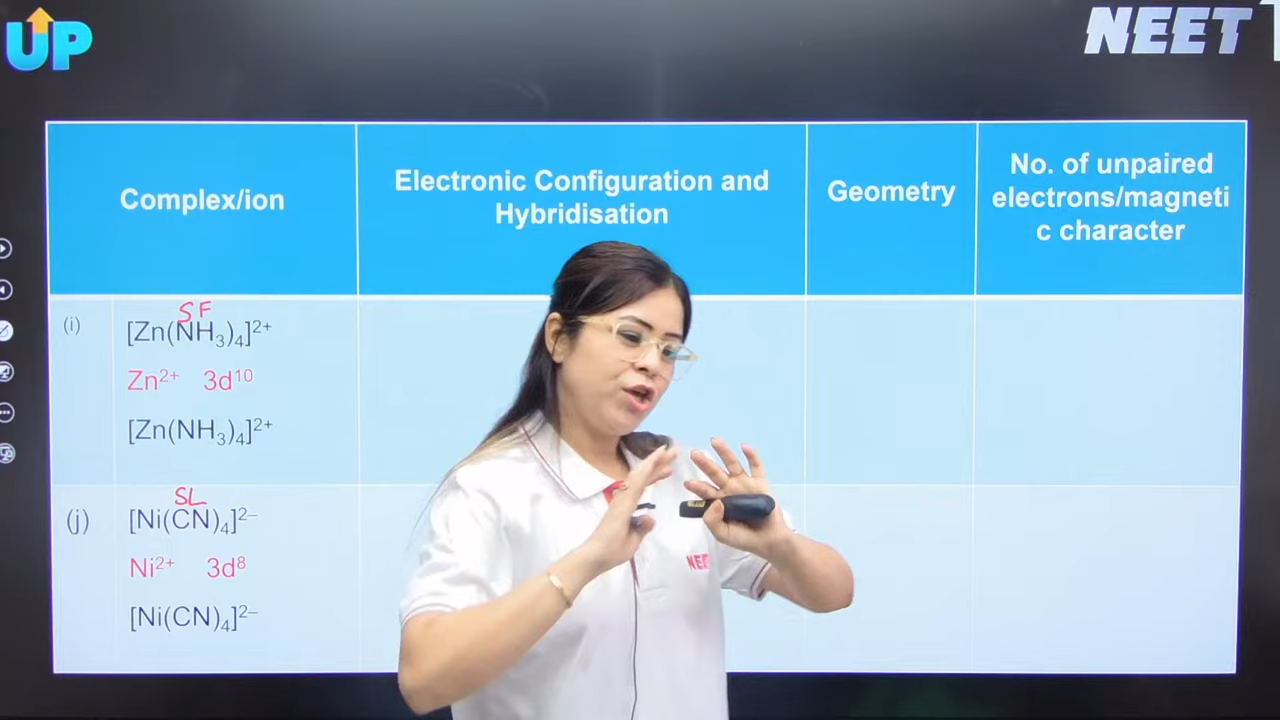 UP
NEET
Complex/ion
Electronic Configuration and
Hybridisation
Geometry
No. of unpaired
electrons/magneti
c character
SF
(i)
[Zn(NH₃)₄]²⁺
Zn²⁺ 3d¹⁰
[Zn(NH₃)₄]²⁺
SL
(j)
[Ni(CN)₄]²⁻
Ni²⁺ 3d⁸
[Ni(CN)₄]²⁻
NEET